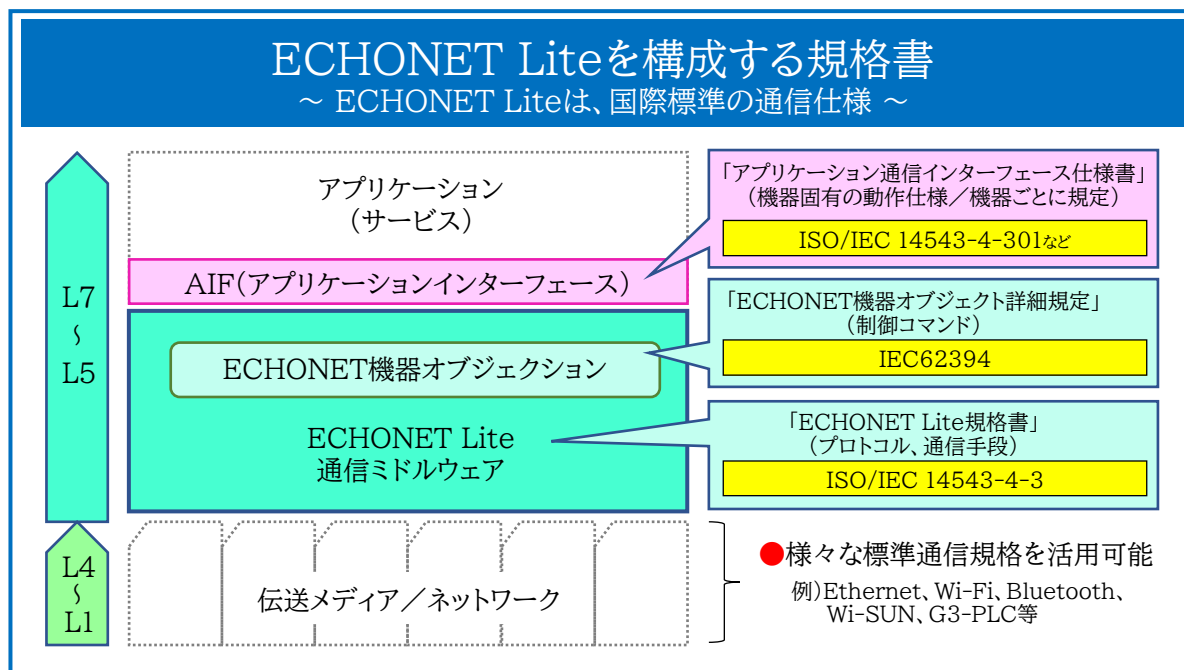 ECHONET Liteを構成する規格書
～ ECHONET Liteは、国際標準の通信仕様 ～
L7
～
L5
アプリケーション
（サービス）
AIF(アプリケーションインターフェース)
ECHONET機器オブジェクション
ECHONET Lite
通信ミドルウェア
「アプリケーション通信インターフェース仕様書」
（機器固有の動作仕様／機器ごとに規定）
ISO/IEC 14543-4-301など
「ECHONET機器オブジェクト詳細規定」
（制御コマンド）
IEC62394
「ECHONET Lite規格書」
（プロトコル、通信手段）
ISO/IEC 14543-4-3
L4
～
L1
伝送メディア／ネットワーク
●様々な標準通信規格を活用可能
例）Ethernet、Wi-Fi、Bluetooth、
Wi-SUN、G3-PLC等